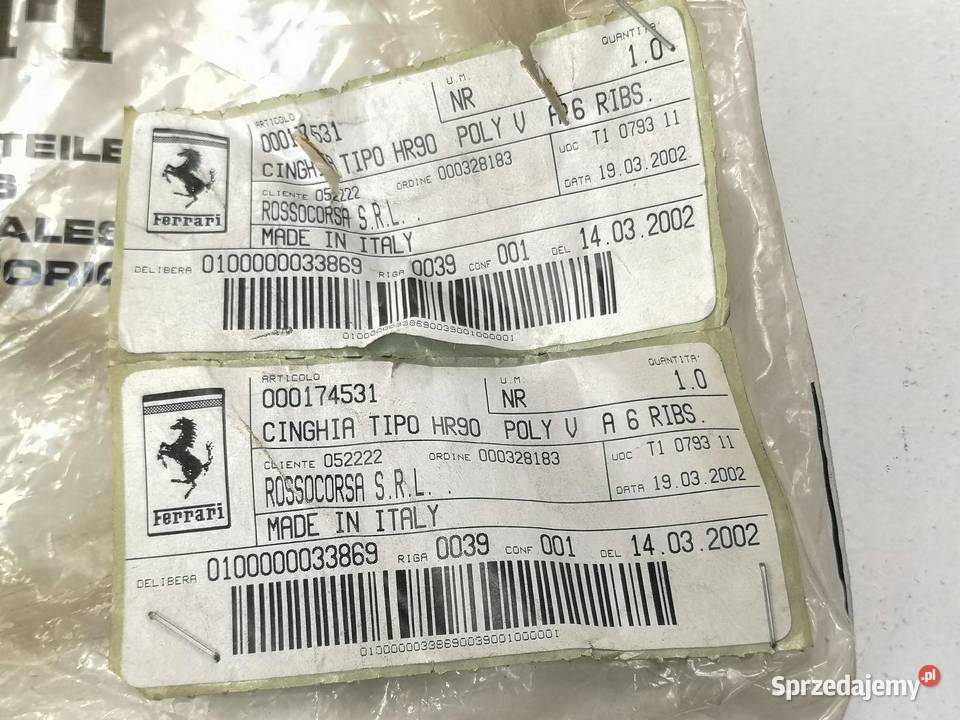 TEILE
ALES
ORIG
QUANTITA' 1.0
ARTICOLO U.M.
000174531 NR
CINGHIA TIPO HR90 POLY V A 6 RIBS.
CLIENTE 052222 ORDINE 000328183 UDC T1 0793 11
ROSSOCORSA S.R.L. . DATA 19.03.2002
MADE IN ITALY
Ferrari
DELIBERA 0100000033869 RIGA 0039 CONF 001 DEL 14.03.2002
01000000338690039001000001
ARTICOLO U.M. QUANTITA'
000174531 NR 1.0
CINGHIA TIPO HR90 POLY V A 6 RIBS.
CLIENTE 052222 ORDINE 000328183 UDC T1 0793 11
ROSSOCORSA S.R.L. . DATA 19.03.2002
Ferrari
MADE IN ITALY
DELIBERA 0100000033869 RIGA 0039 CONF 001 DEL 14.03.2002
01000000338690039001000001
Sprzedajemy.pl